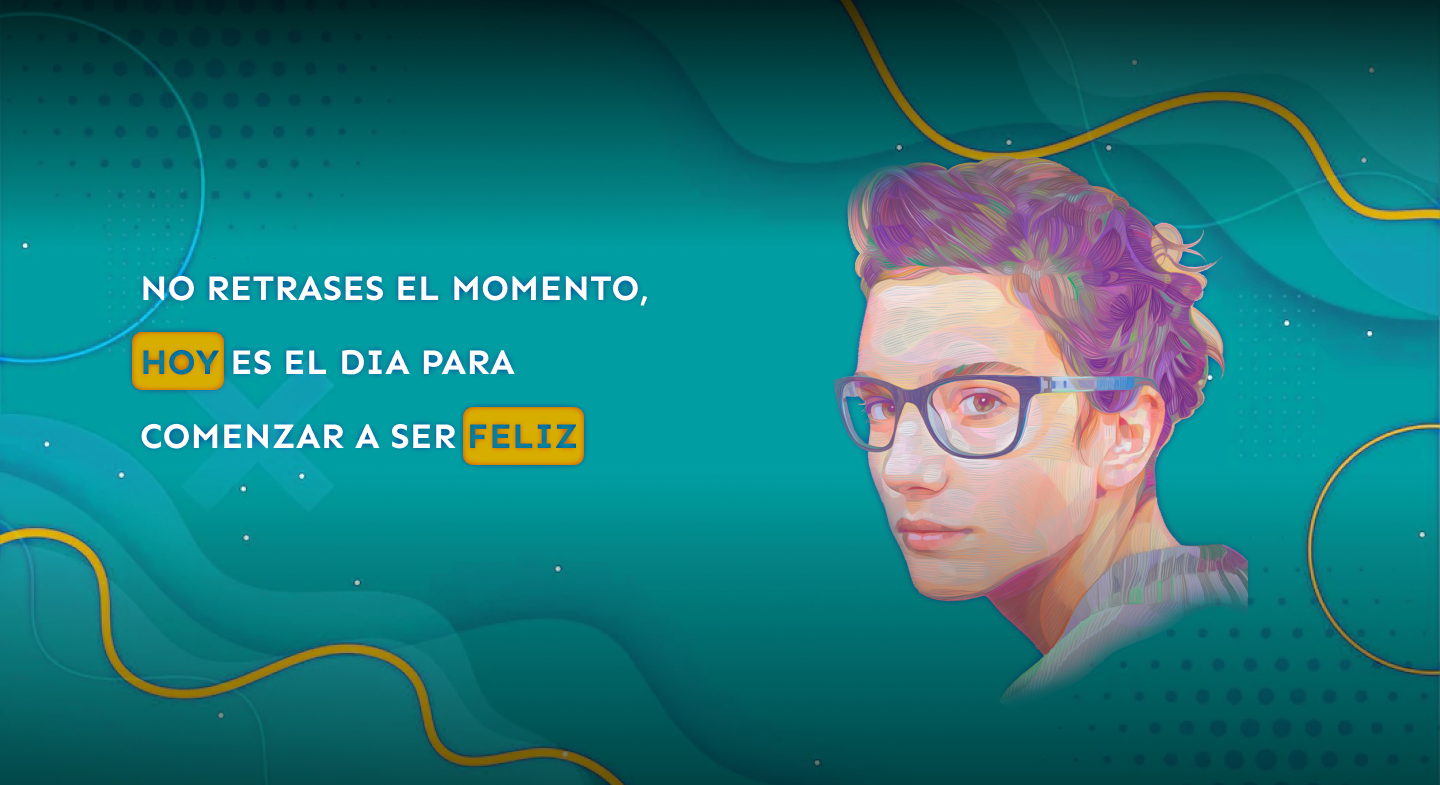 NO RETRASES EL MOMENTO,
HOY ES EL DIA PARA
COMENZAR A SER FELIZ